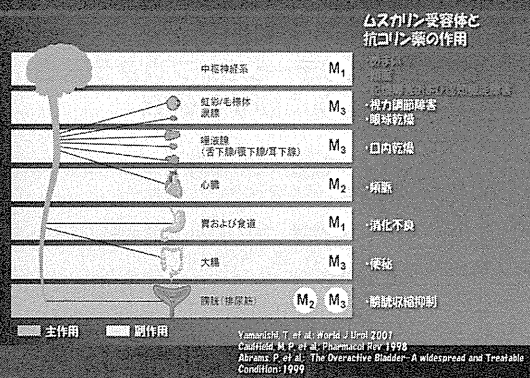 ムスカリン受容体と
抗コリン薬の作用
中枢神経系 M1
虹彩/毛様体
涙腺
M3
・視力調節障害
・眼球乾燥
唾液腺
(舌下腺/顎下腺/耳下腺)
M3
・口内乾燥
心臓 M2 ・頻脈
胃および食道 M1 ・消化不良
大腸 M3 ・便秘
膀胱(排尿筋) M2 M3 ・膀胱収縮抑制
主作用 副作用
Yamanishi, T, et al; World J Urol 2001
Caulfield, M. P, et al; Pharmacol Rev 1998
Abrams, P, et al; The Overactive Bladder-A widespread and Treatable
Condition:1999